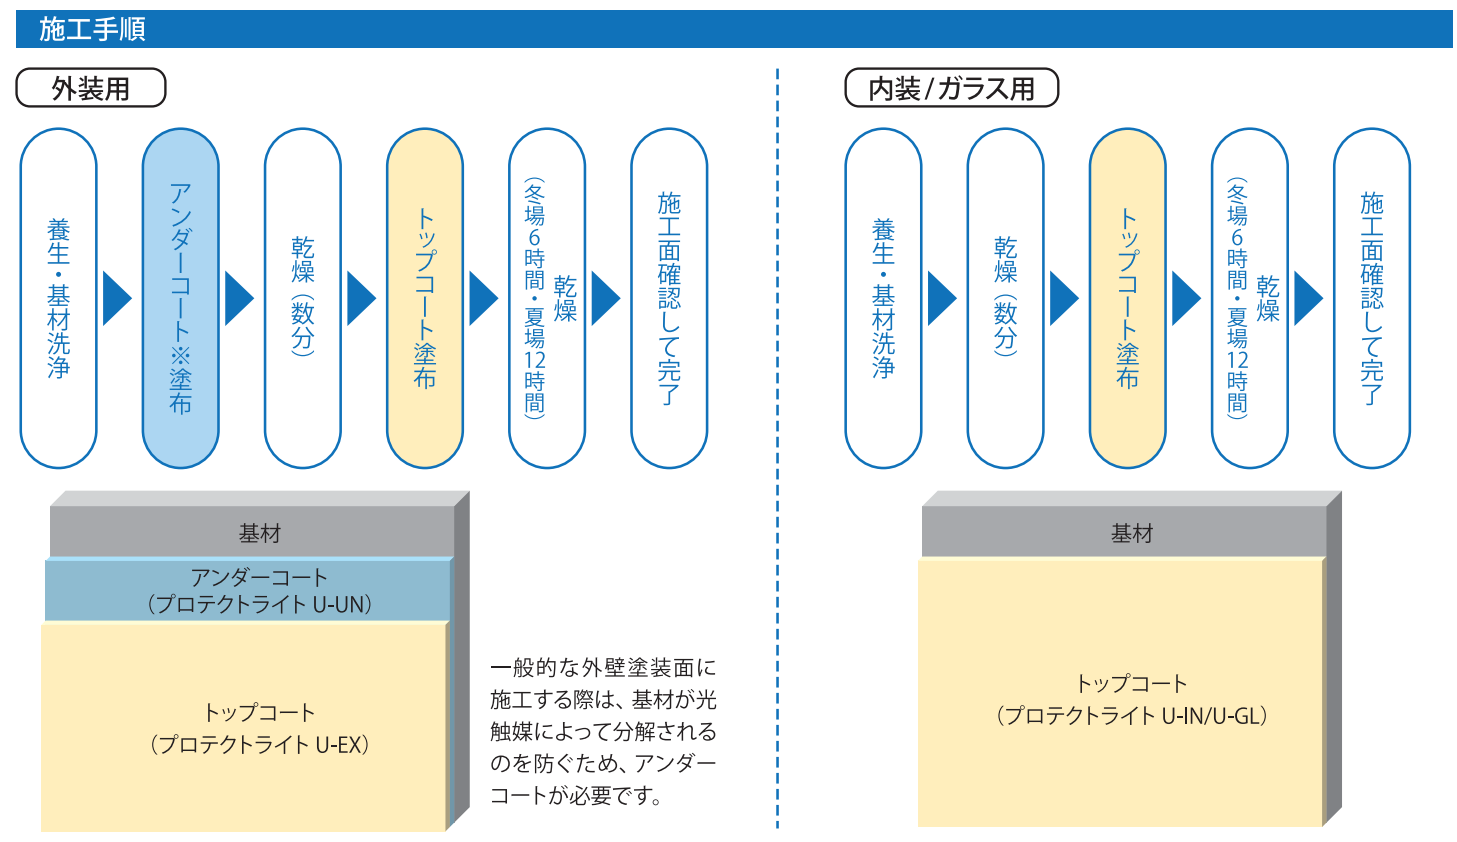 施工手順
外装用
養生・基材洗浄
アンダーコート※塗布
乾燥（数分）
トップコート塗布
乾燥
（冬場6時間・夏場12時間）
施工面確認して完了
基材
アンダーコート
（プロテクトライト U-UN）
トップコート
（プロテクトライト U-EX）
一般的な外壁塗装面に
施工する際は、基材が光
触媒によって分解される
のを防ぐため、アンダー
コートが必要です。
内装/ガラス用
養生・基材洗浄
乾燥（数分）
トップコート塗布
乾燥
（冬場6時間・夏場12時間）
施工面確認して完了
基材
トップコート
（プロテクトライト U-IN/U-GL）